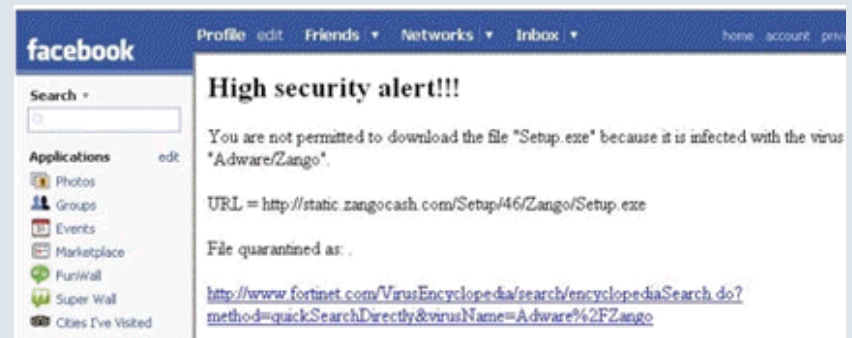 facebook
Profile edit Friends Networks Inbox home account
Search
Applications edit
Photos
Groups
Events
Marketplace
FunWall
Super Wall
Cities I've Visited
High security alert!!!
You are not permitted to download the file "Setup.exe" because it is infected with the virus
"Adware/Zango".
URL = http://static.zangocash.com/Setup/46/Zango/Setup.exe
File quarantined as: .
http://www.fortinet.com/VirusEncyclopedia/search/encyclopediaSearch.do?
method=quickSearchDirectly&virusName=Adware%2FZango